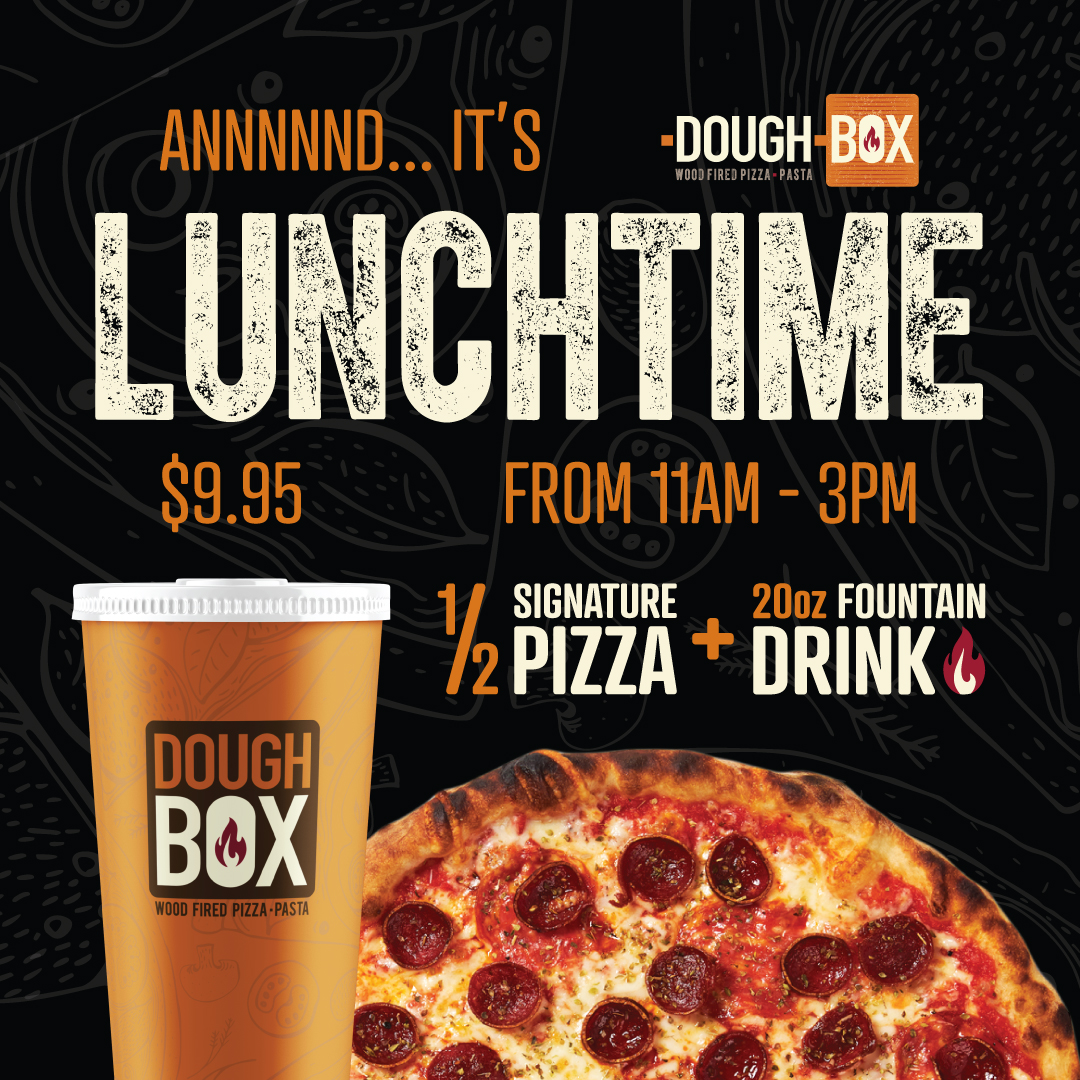 ANNNNND... IT'S
-DOUGH-BOX
WOOD FIRED PIZZA · PASTA
LUNCHTIME
$9.95
FROM 11AM - 3PM
1/2 SIGNATURE PIZZA + 20oz FOUNTAIN DRINK
DOUGH
BOX
WOOD FIRED PIZZA · PASTA